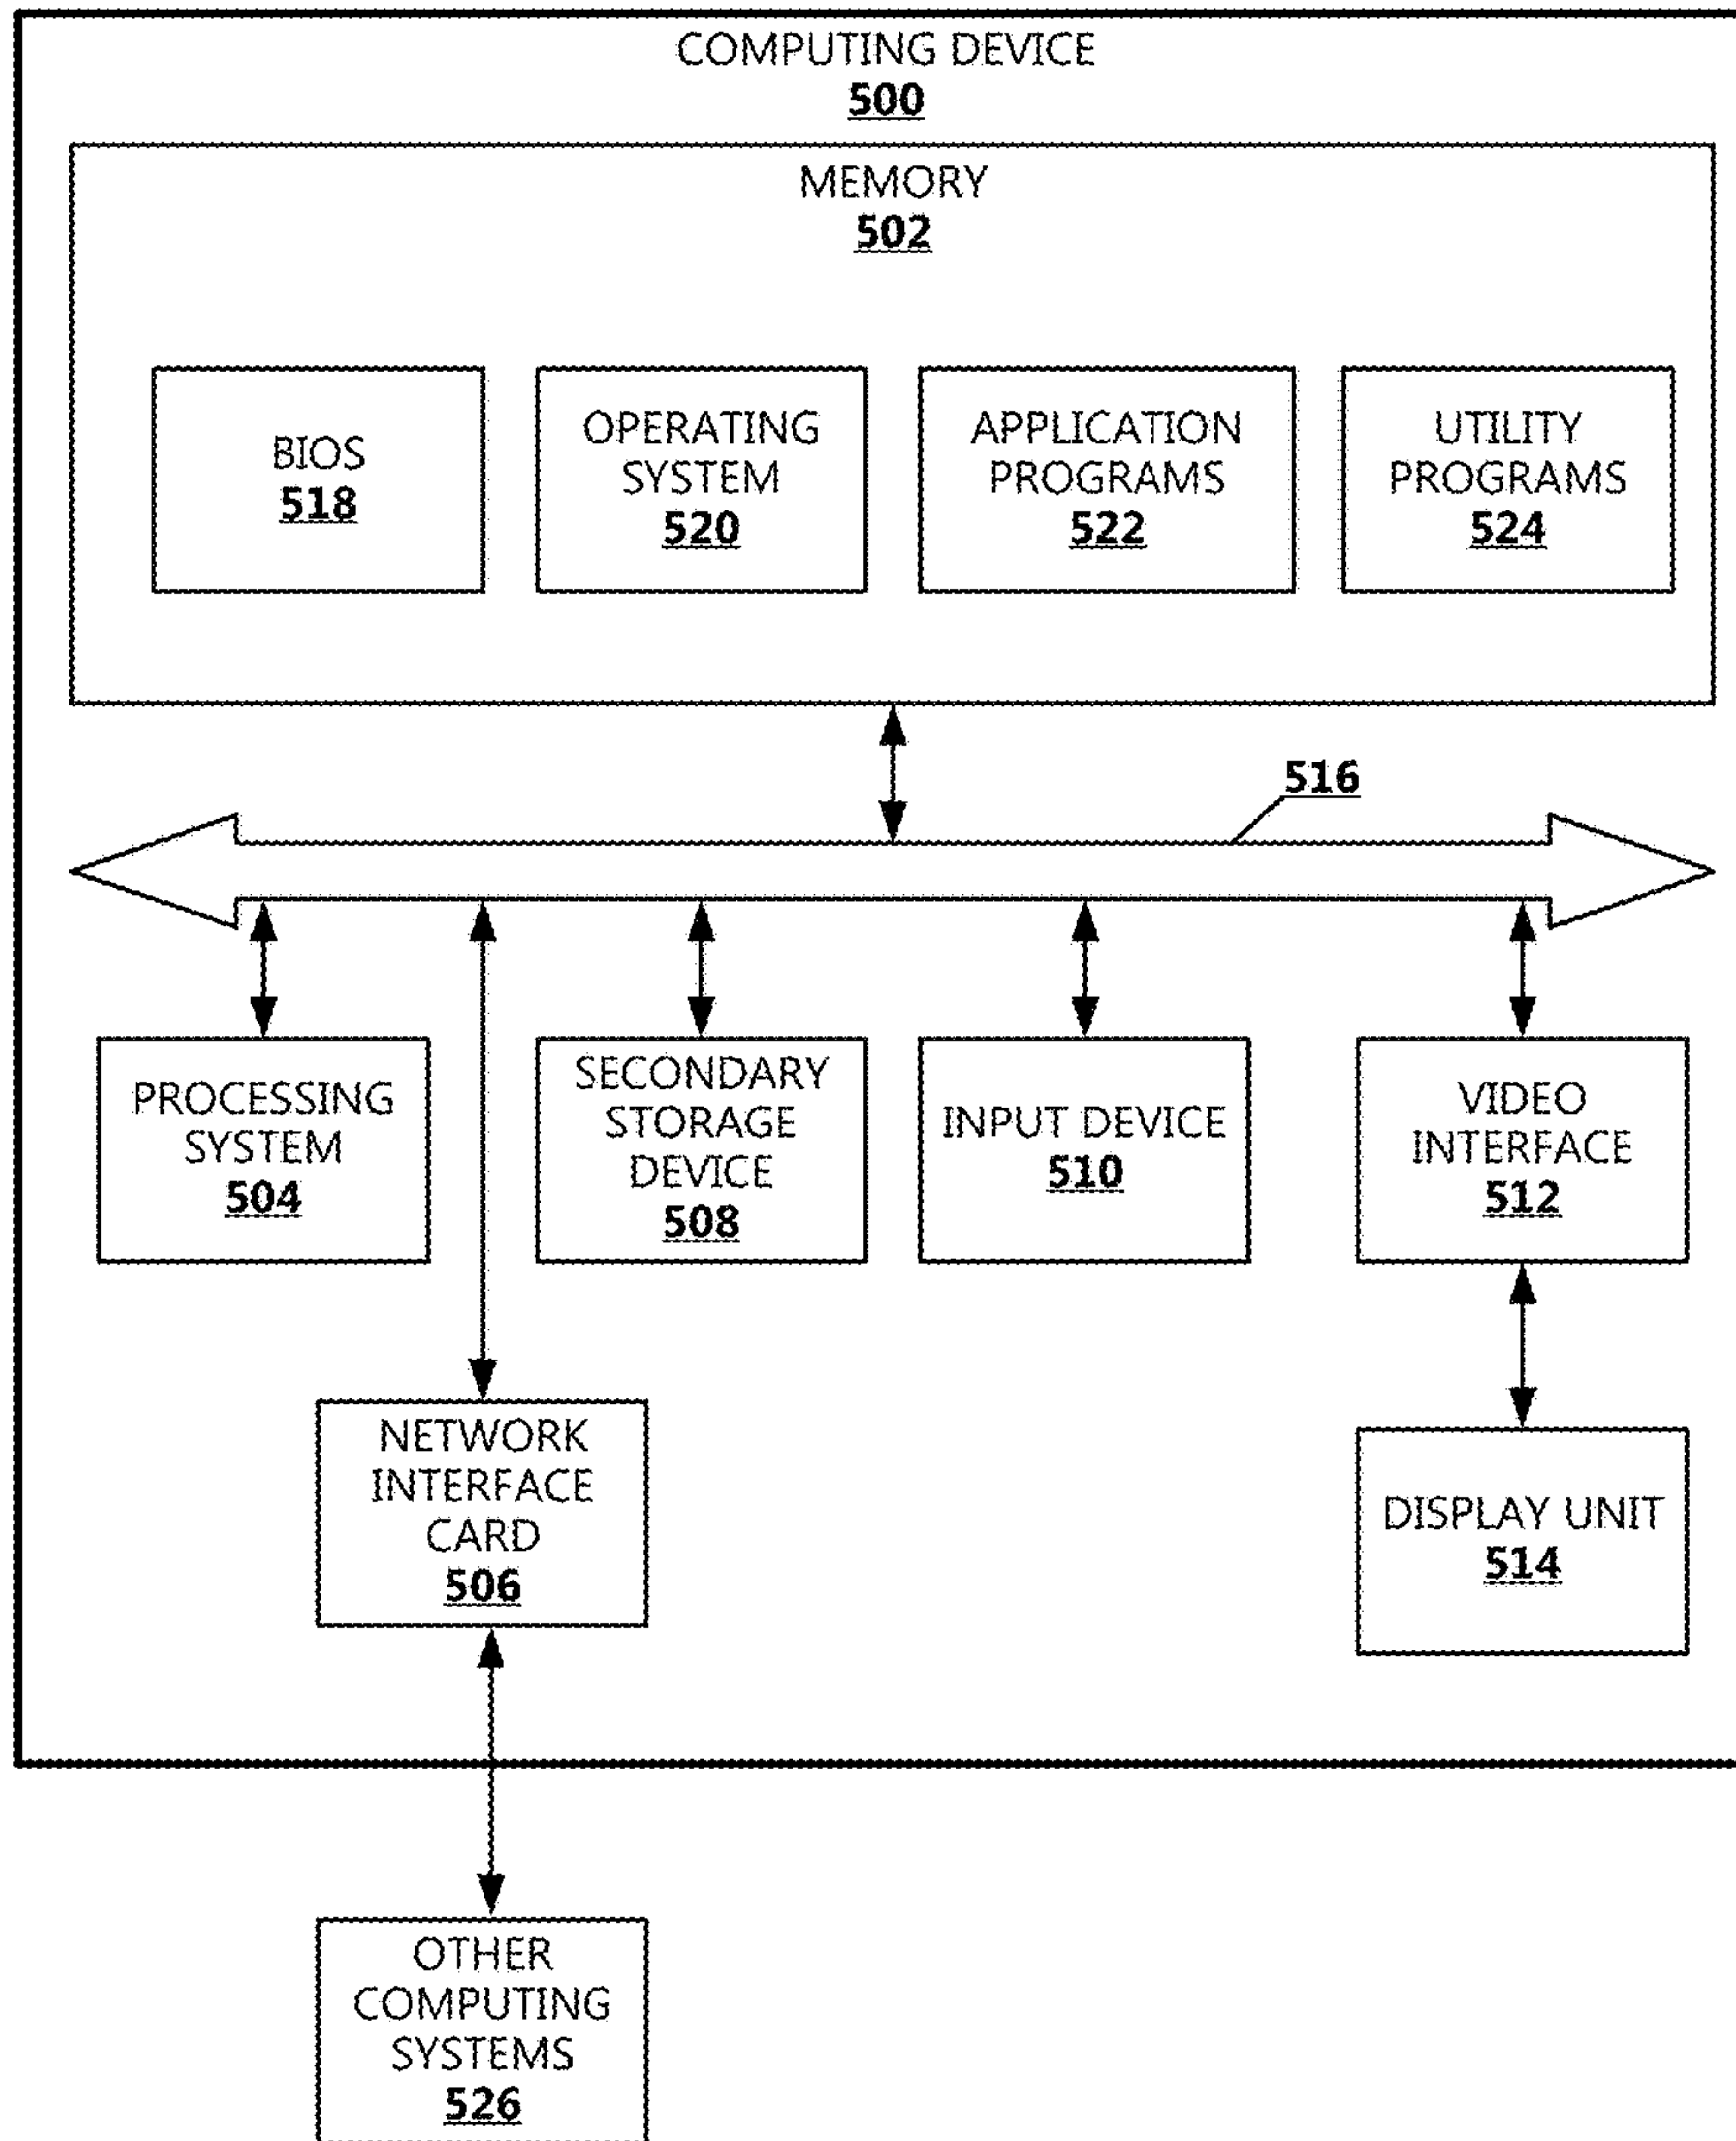 COMPUTING DEVICE
500
MEMORY
502
BIOS
518
OPERATING
SYSTEM
520
APPLICATION
PROGRAMS
522
UTILITY
PROGRAMS
524
516
PROCESSING
SYSTEM
504
SECONDARY
STORAGE
DEVICE
508
INPUT DEVICE
510
VIDEO
INTERFACE
512
NETWORK
INTERFACE
CARD
506
DISPLAY UNIT
514
OTHER
COMPUTING
SYSTEMS
526